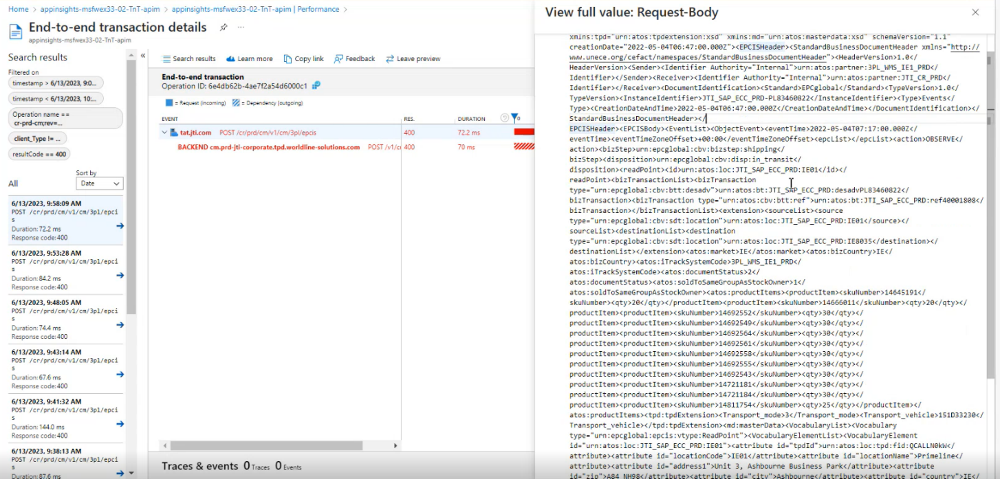 Home > appinsights-msfwex33-02-TnT-apim > appinsights-msfwex33-02-TnT-apim | Performance >
End-to-end transaction details
appinsights-msfwex33-02-TnT-apim
Search results
«
Filtered on
timestamp > 6/13/2023, 9:0...
timestamp < 6/13/2023, 10:...
Operation name ==
cr-prd-cm;rev=...
client_Type != ...
resultCode == 400
Sort by
All
Date
6/13/2023, 9:58:09 AM
POST /cr/prd/cm/v1/cm/3pl/epci
s
Duration: 72.2 ms
Response code: 400
6/13/2023, 9:53:28 AM
POST /cr/prd/cm/v1/cm/3pl/epci
s
Duration: 84.2 ms
Response code: 400
6/13/2023, 9:48:05 AM
POST /cr/prd/cm/v1/cm/3pl/epci
s
Duration: 74.4 ms
Response code: 400
6/13/2023, 9:43:14 AM
POST /cr/prd/cm/v1/cm/3pl/epci
s
Duration: 67.6 ms
Response code: 400
6/13/2023, 9:41:32 AM
POST /cr/prd/cm/v1/cm/3pl/epci
s
Duration: 144.0 ms
Response code: 400
6/13/2023, 9:38:13 AM
POST /cr/prd/cm/v1/cm/3pl/epci
s
Duration: 87.6 ms
Search results Learn more Copy link Feedback Leave preview
End-to-end transaction
Operation ID: 6e4db62b-4ae7f2a54d6000c1
= Request (incoming) = Dependency (outgoing)
EVENT RES. DURATION 0
tat.jti.com POST /cr/prd/cm/v1/cm/3pl/epcis 400 72.2 ms
BACKEND cm.prd-jti-corporate.tpd.worldline-solutions.com POST /v1/c 400 70 ms
Traces & events 0 Traces 0 Events
View full value: Request-Body
xmlns:tpd="urn:atos:tpdextension:xsd" xmlns:md="urn:atos:masterdata:xsd" schemaVersion="1.1"
creationDate="2022-05-04T06:47:00.000Z"><EPCISHeader><StandardBusinessDocumentHeader xmlns="http://
www.unece.org/cefact/namespaces/StandardBusinessDocumentHeader"><HeaderVersion>1.0</
HeaderVersion><Sender><Identifier Authority="Internal">urn:atos:partner:3PL_WMS_IE1_PRD</
Identifier></Sender><Receiver><Identifier Authority="Internal">urn:atos:partner:JTI_CR_PRD</
Identifier></Receiver><DocumentIdentification><Standard>EPCglobal</Standard><TypeVersion>1.0</
TypeVersion><InstanceIdentifier>JTI_SAP_ECC_PRD-PL83460822</InstanceIdentifier><Type>Events</
Type><CreationDateAndTime>2022-05-04T06:47:00.000Z</CreationDateAndTime></DocumentIdentification></
StandardBusinessDocumentHeader></
EPCISHeader><EPCISBody><EventList><ObjectEvent><eventTime>2022-05-04T07:17:00.000Z</
eventTime><eventTimeZoneOffset>+00:00</eventTimeZoneOffset><epcList></epcList><action>OBSERVE</
action><bizStep>urn:epcglobal:cbv:bizstep:shipping</
bizStep><disposition>urn:epcglobal:cbv:disp:in_transit</
disposition><readPoint><id>urn:atos:loc:JTI_SAP_ECC_PRD:IE01</id></
readPoint><bizTransactionList><bizTransaction
type="urn:epcglobal:cbv:btt:desadv">urn:atos:bt:JTI_SAP_ECC_PRD:desadvPL83460822</
bizTransaction><bizTransaction type="urn:atos:cbv:btt:ref">urn:atos:bt:JTI_SAP_ECC_PRD:ref40001808</
bizTransaction></bizTransactionList><extension><sourceList><source
type="urn:epcglobal:cbv:sdt:location">urn:atos:loc:JTI_SAP_ECC_PRD:IE01</source></
sourceList><destinationList><destination
type="urn:epcglobal:cbv:sdt:location">urn:atos:loc:JTI_SAP_ECC_PRD:IE8035</destination></
destinationList></extension><atos:market>IE</atos:market><atos:bizCountry>IE</
atos:bizCountry><atos:iTrackSystemCode>3PL_WMS_IE1_PRD</
atos:iTrackSystemCode><atos:documentStatus>2</
atos:documentStatus><atos:soldToSameGroupAsStockOwner>1</
atos:soldToSameGroupAsStockOwner><atos:productItems><productItem><skuNumber>14645191</
skuNumber><qty>20</qty></productItem><productItem><skuNumber>14666011</skuNumber><qty>20</qty></
productItem><productItem><skuNumber>14692552</skuNumber><qty>30</qty></
productItem><productItem><skuNumber>14692549</skuNumber><qty>30</qty></
productItem><productItem><skuNumber>14692564</skuNumber><qty>30</qty></
productItem><productItem><skuNumber>14692561</skuNumber><qty>30</qty></
productItem><productItem><skuNumber>14692558</skuNumber><qty>30</qty></
productItem><productItem><skuNumber>14692555</skuNumber><qty>30</qty></
productItem><productItem><skuNumber>14692543</skuNumber><qty>30</qty></
productItem><productItem><skuNumber>14721181</skuNumber><qty>30</qty></
productItem><productItem><skuNumber>14721184</skuNumber><qty>30</qty></
productItem><productItem><skuNumber>14811754</skuNumber><qty>25</qty></productItem></
atos:productItems><tpd:tpdExtension><Transport_mode>3</Transport_mode><Transport_vehicle>151D33230</
Transport_vehicle></tpd:tpdExtension><md:masterData><VocabularyList><Vocabulary
type="urn:epcglobal:epcis:vtype:ReadPoint"><VocabularyElementList><VocabularyElement
id="urn:atos:loc:JTI_SAP_ECC_PRD:IE01"><attribute id="tpdId">urn:atos:loc:tpd:fid:QCALLN0kW</
attribute><attribute id="locationCode">IE01</attribute><attribute id="locationName">Primeline</
attribute><attribute id="address1">Unit 3, Ashbourne Business Park</attribute><attribute
id="zip">A84 NH98</attribute><attribute id="city">Ashbourne</attribute><attribute id="country">IE</